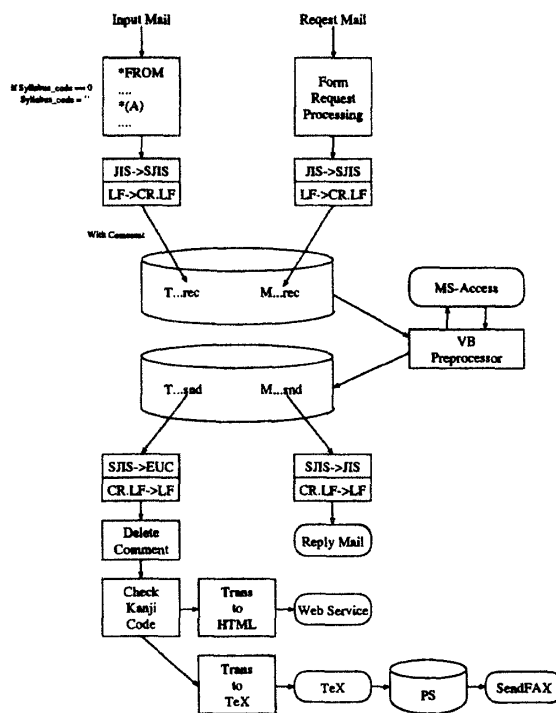 Input Mail
Reqest Mail
If Syllabus_code == 0
Syllabus_code = ``
*FROM
....
*(A)
....
Form
Request
Processing
JIS->SJIS
LF->CR.LF
JIS->SJIS
LF->CR.LF
With Comment
T...rec
M...rec
MS-Access
VB
Preprocessor
T...snd
M...snd
SJIS->EUC
CR.LF->LF
SJIS->JIS
CR.LF->LF
Delete
Comment
Reply Mail
Check
Kanji
Code
Trans
to
HTML
Web Service
Trans
to
TeX
TeX
PS
SendFAX